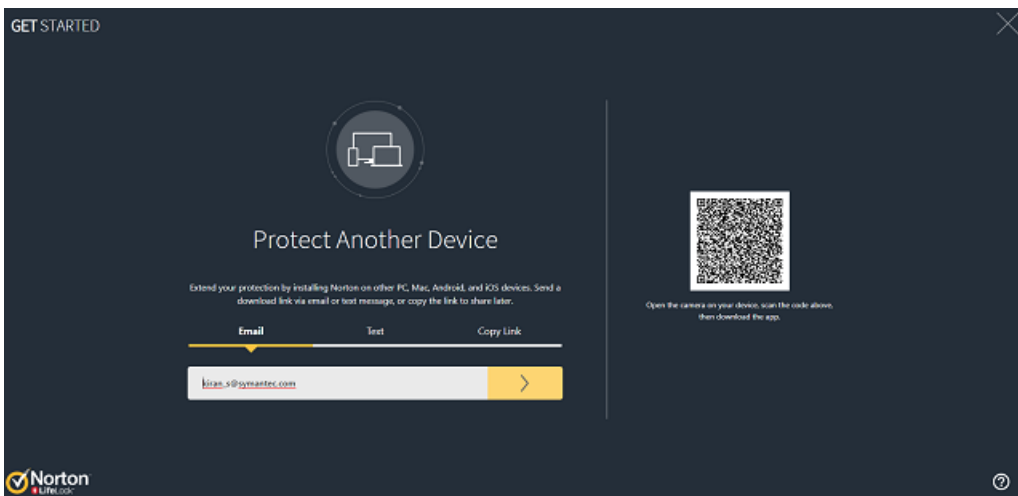 GET STARTED
Protect Another Device
Extend your protection by installing Norton on other PC, Mac, Android, and iOS devices. Send a
download link via email or text message, or copy the link to share later.
Email Text Copy Link
kiran_s@symantec.com
Open the camera on your device, scan the code above,
then download the app.
Norton
LifeLock
?